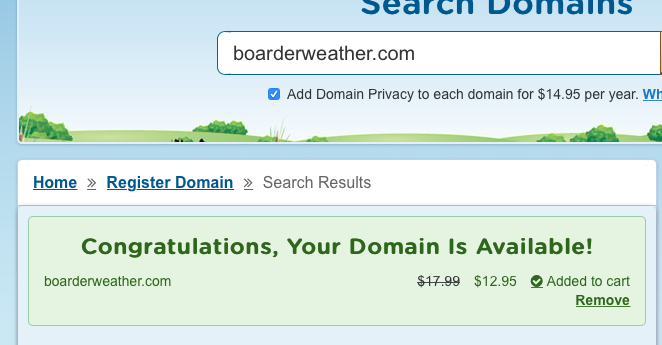 Search Domains
boarderweather.com
Add Domain Privacy to each domain for $14.95 per year. Wh
Home » Register Domain » Search Results
Congratulations, Your Domain Is Available!
boarderweather.com $17.99 $12.95 Added to cart
Remove